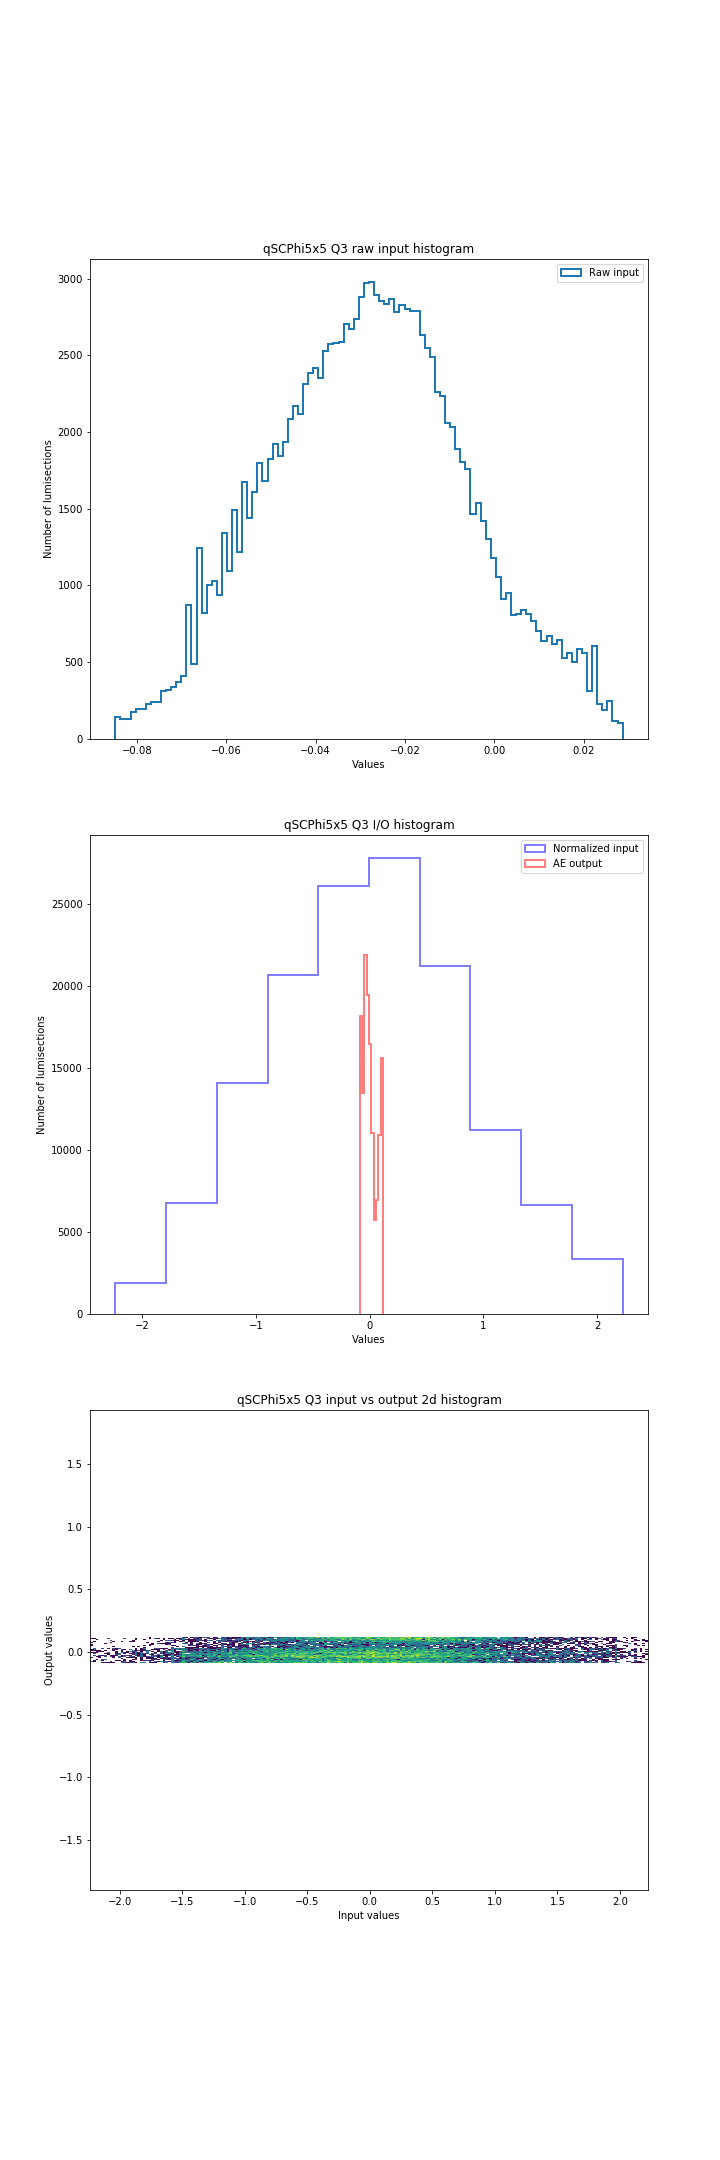 qSCPhi5x5 Q3 raw input histogram
Raw input
3000
2500
2000
1500
1000
500
0
Number of lumisections
−0.08 −0.06 −0.04 −0.02 0.00 0.02
Values
qSCPhi5x5 Q3 I/O histogram
Normalized input
AE output
25000
20000
15000
10000
5000
0
Number of lumisections
−2 −1 0 1 2
Values
qSCPhi5x5 Q3 input vs output 2d histogram
1.5
1.0
0.5
0.0
−0.5
−1.0
−1.5
Output values
−2.0 −1.5 −1.0 −0.5 0.0 0.5 1.0 1.5 2.0
Input values